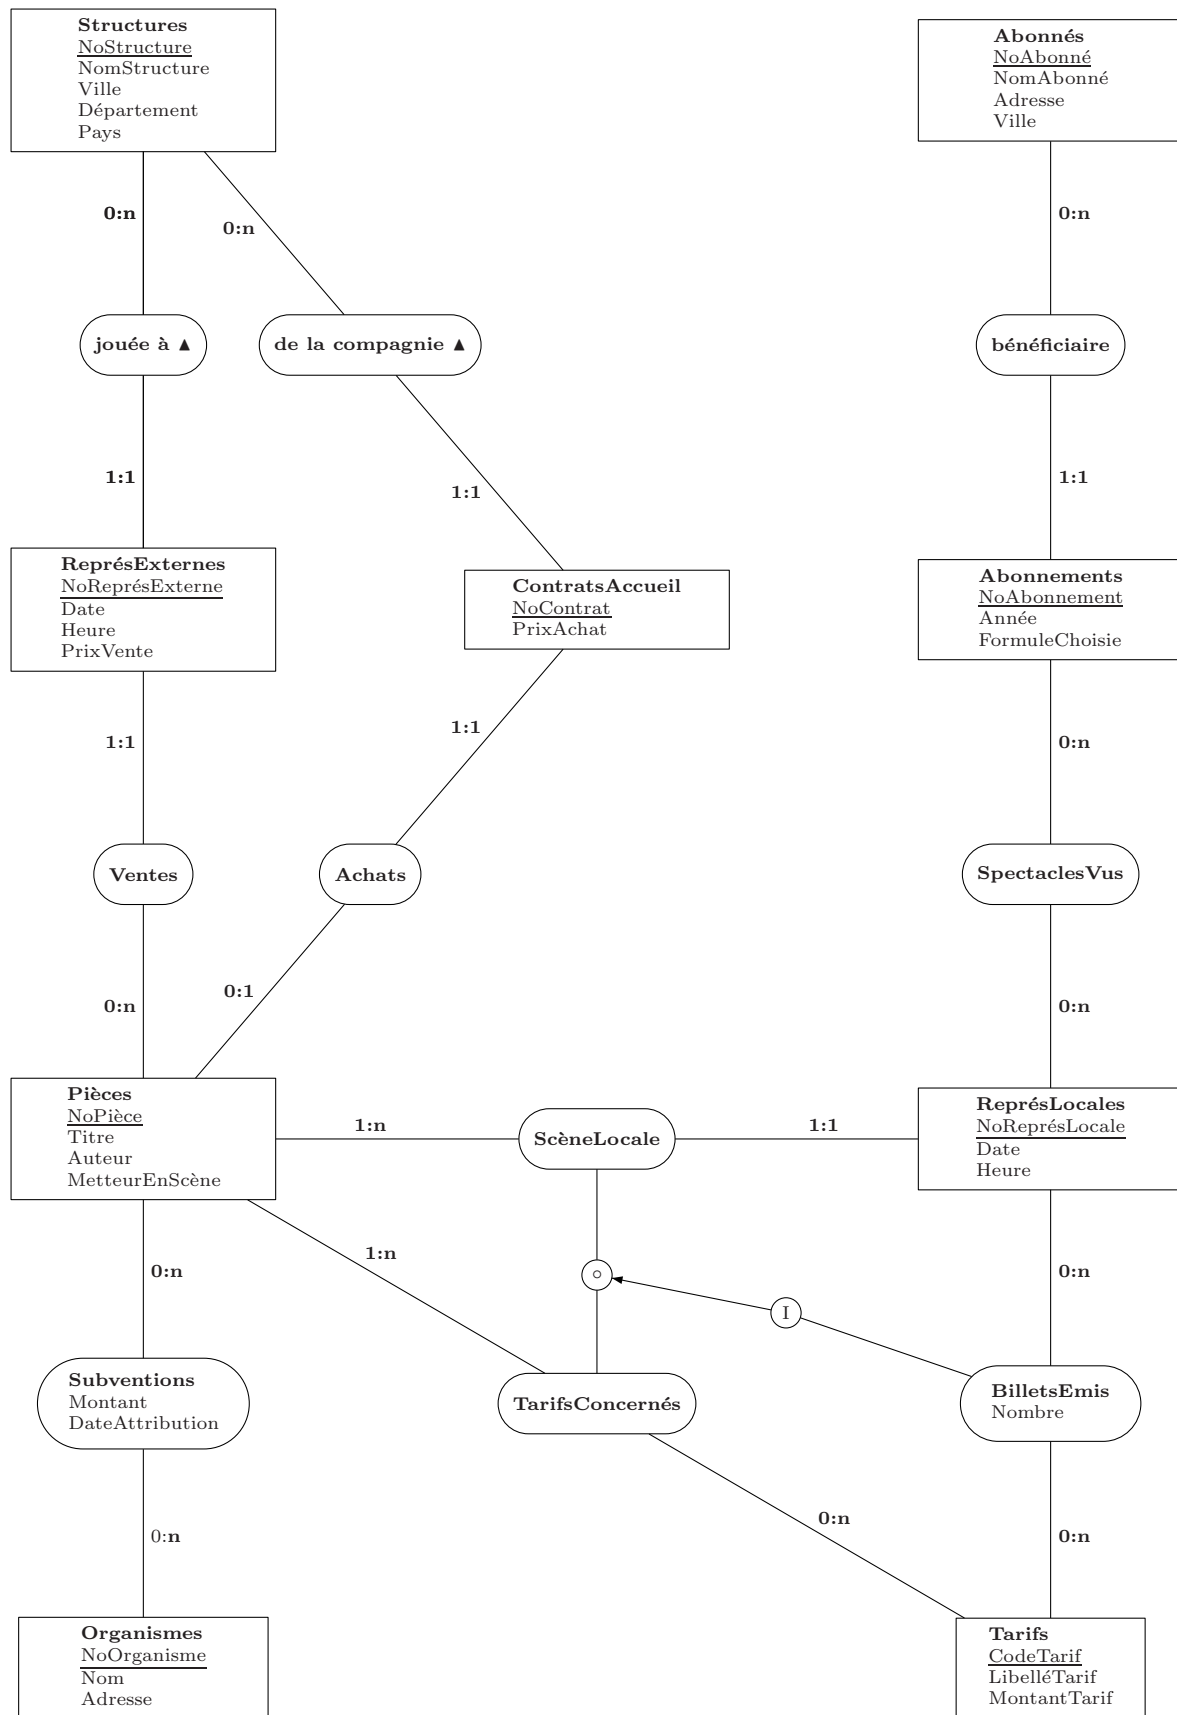 Structures
NoStructure
NomStructure
Ville
Département
Pays
Abonnés
NoAbonné
NomAbonné
Adresse
Ville
0:n
0:n
0:n
jouée à ▲
de la compagnie ▲
bénéficiaire
1:1
1:1
1:1
ReprésExternes
NoReprésExterne
Date
Heure
PrixVente
ContratsAccueil
NoContrat
PrixAchat
Abonnements
NoAbonnement
Année
FormuleChoisie
1:1
1:1
0:n
Ventes
Achats
SpectaclesVus
0:n
0:1
0:n
Pièces
NoPièce
Titre
Auteur
MetteurEnScène
1:n
ScèneLocale
1:1
ReprésLocales
NoReprésLocale
Date
Heure
0:n
1:n
0:n
I
Subventions
Montant
DateAttribution
TarifsConcernés
BilletsEmis
Nombre
0:n
0:n
0:n
Organismes
NoOrganisme
Nom
Adresse
Tarifs
CodeTarif
LibelléTarif
MontantTarif